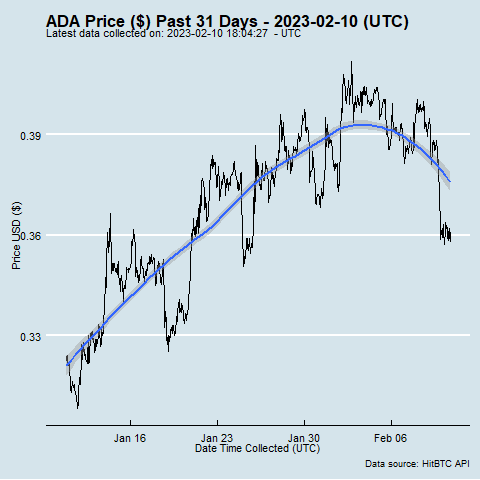 ADA Price ($) Past 31 Days - 2023-02-10 (UTC)
Latest data collected on: 2023-02-10 18:04:27 - UTC
0.39
0.36
0.33
Price USD ($)
Jan 16 Jan 23 Jan 30 Feb 06
Date Time Collected (UTC)
Data source: HitBTC API